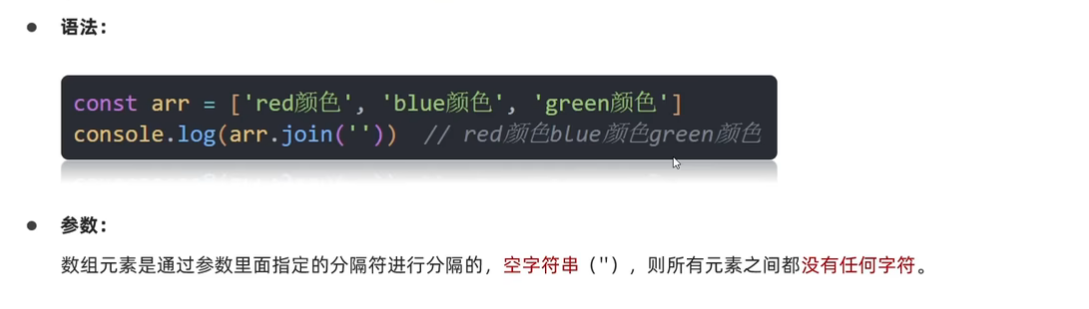 语法：
const arr = ['red颜色', 'blue颜色', 'green颜色']
console.log(arr.join(''))  // red颜色blue颜色green颜色
参数：
数组元素是通过参数里面指定的分隔符进行分隔的，空字符串（''），则所有元素之间都没有任何字符。